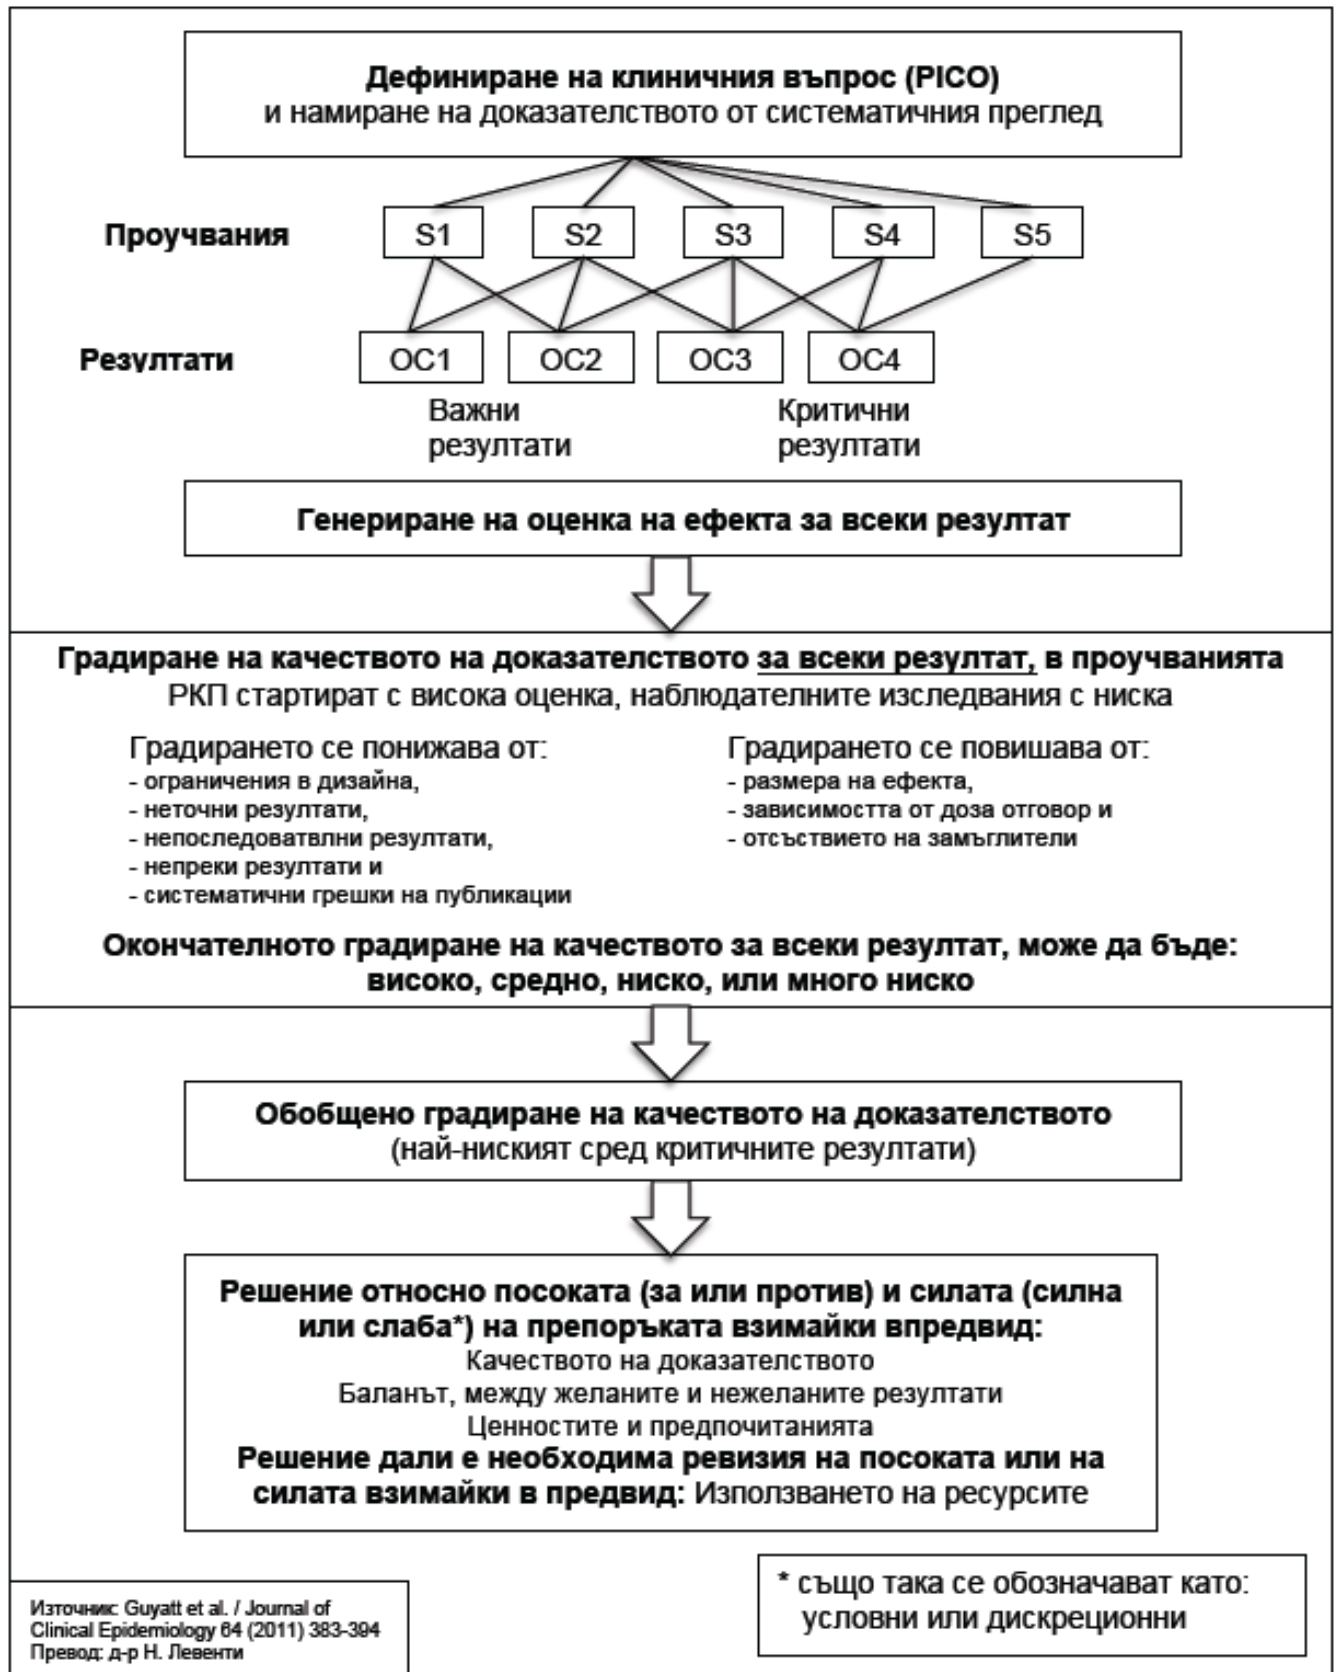 Дефиниране на клиничния въпрос (PICO)
и намиране на доказателството от систематичния преглед
Проучвания
S1
S2
S3
S4
S5
Резултати
OC1
OC2
OC3
OC4
Важни
резултати
Критични
резултати
Генериране на оценка на ефекта за всеки резултат
Градиране на качеството на доказателството за всеки резултат, в проучванията
РКП стартират с висока оценка, наблюдателните изследвания с ниска
Градирането се понижава от:
- ограничения в дизайна,
- неточни резултати,
- непоследоватвлни резултати,
- непреки резултати и
- систематични грешки на публикации
Градирането се повишава от:
- размера на ефекта,
- зависимостта от доза отговор и
- отсъствието на замъглители
Окончателното градиране на качеството за всеки резултат, може да бъде:
високо, средно, ниско, или много ниско
Обобщено градиране на качеството на доказателството
(най-ниският сред критичните резултати)
Решение относно посоката (за или против) и силата (силна
или слаба*) на препоръката взимайки впредвид:
Качеството на доказателството
Баланът, между желаните и нежеланите резултати
Ценностите и предпочитанията
Решение дали е необходима ревизия на посоката или на
силата взимайки в предвид: Използването на ресурсите
* също така се обозначават като:
условни или дискреционни
Източник: Guyatt et al. / Journal of
Clinical Epidemiology 64 (2011) 383-394
Превод: д-р Н. Левенти